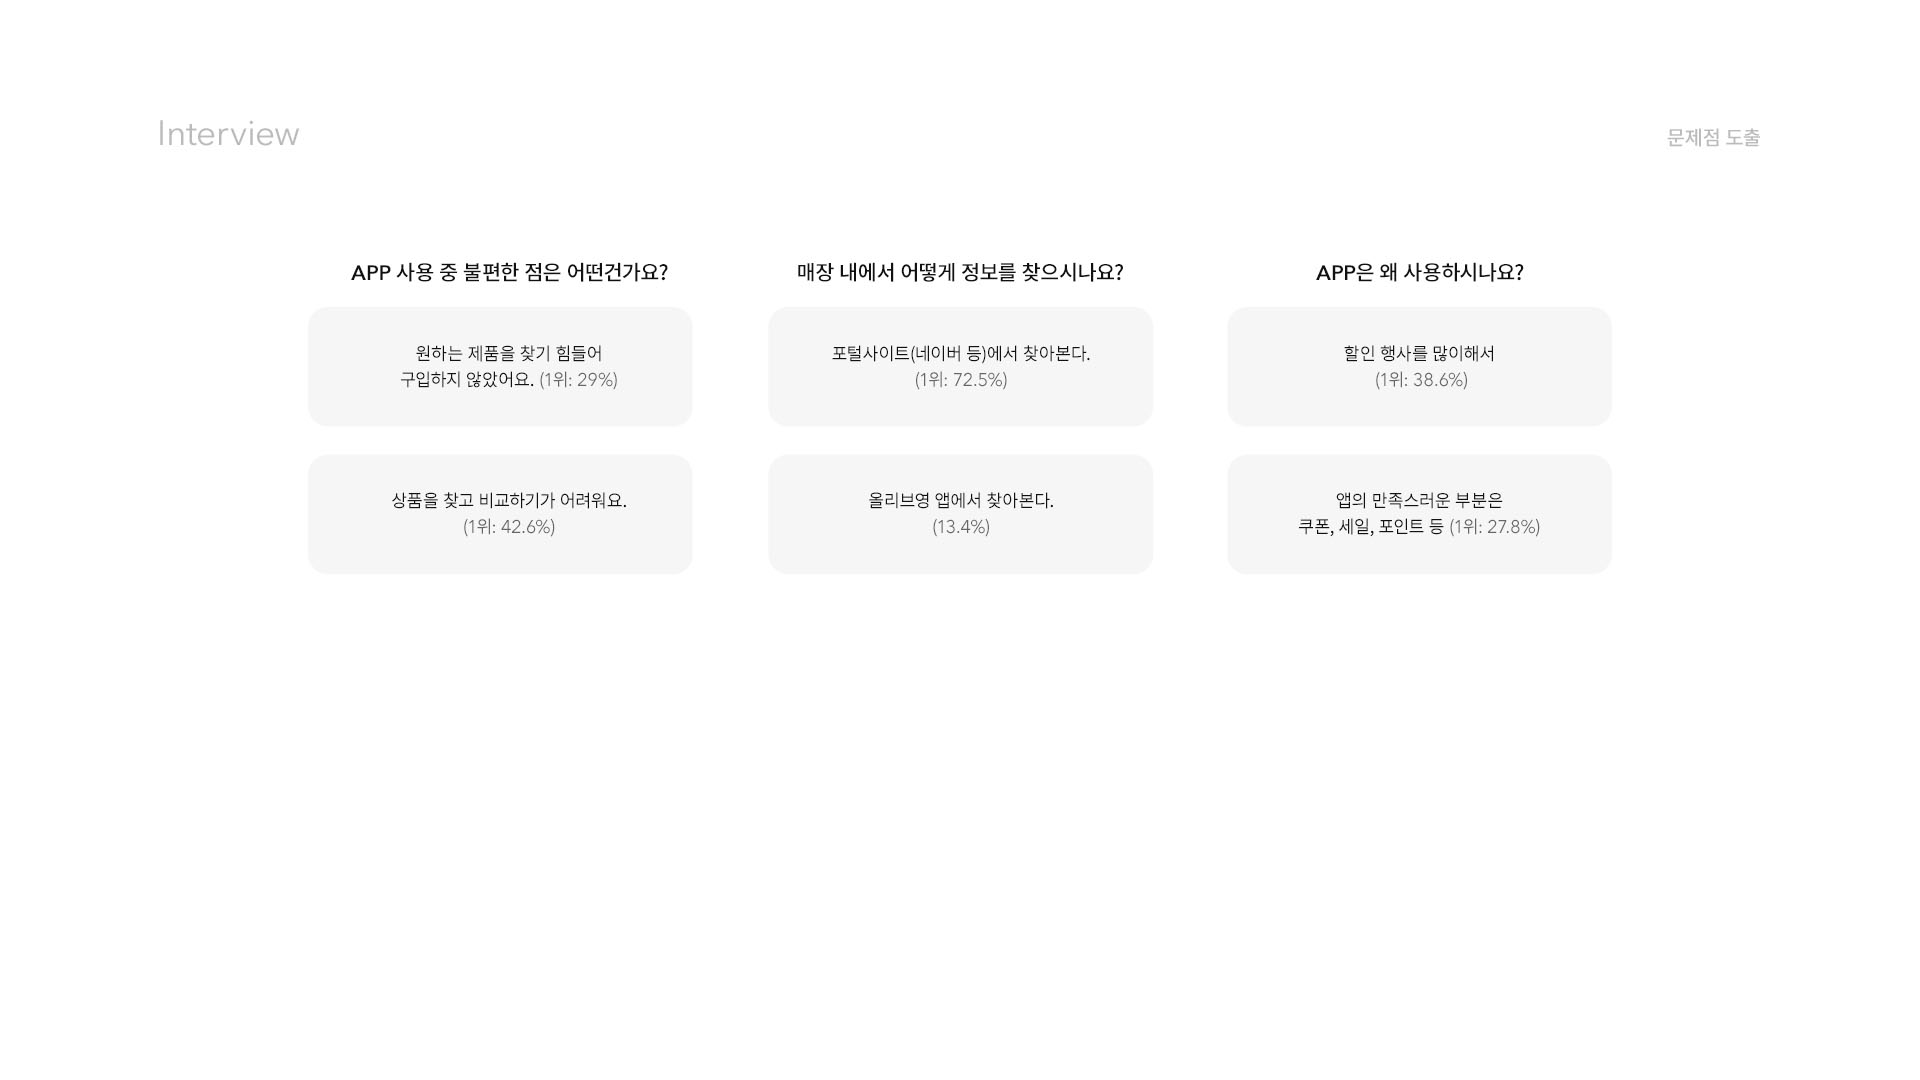 Interview
문제점 도출
APP 사용 중 불편한 점은 어떤건가요?
원하는 제품을 찾기 힘들어
구입하지 않았어요. (1위: 29%)
상품을 찾고 비교하기가 어려워요.
(1위: 42.6%)
매장 내에서 어떻게 정보를 찾으시나요?
포털사이트(네이버 등)에서 찾아본다.
(1위: 72.5%)
올리브영 앱에서 찾아본다.
(13.4%)
APP은 왜 사용하시나요?
할인 행사를 많이해서
(1위: 38.6%)
앱의 만족스러운 부분은
쿠폰, 세일, 포인트 등 (1위: 27.8%)